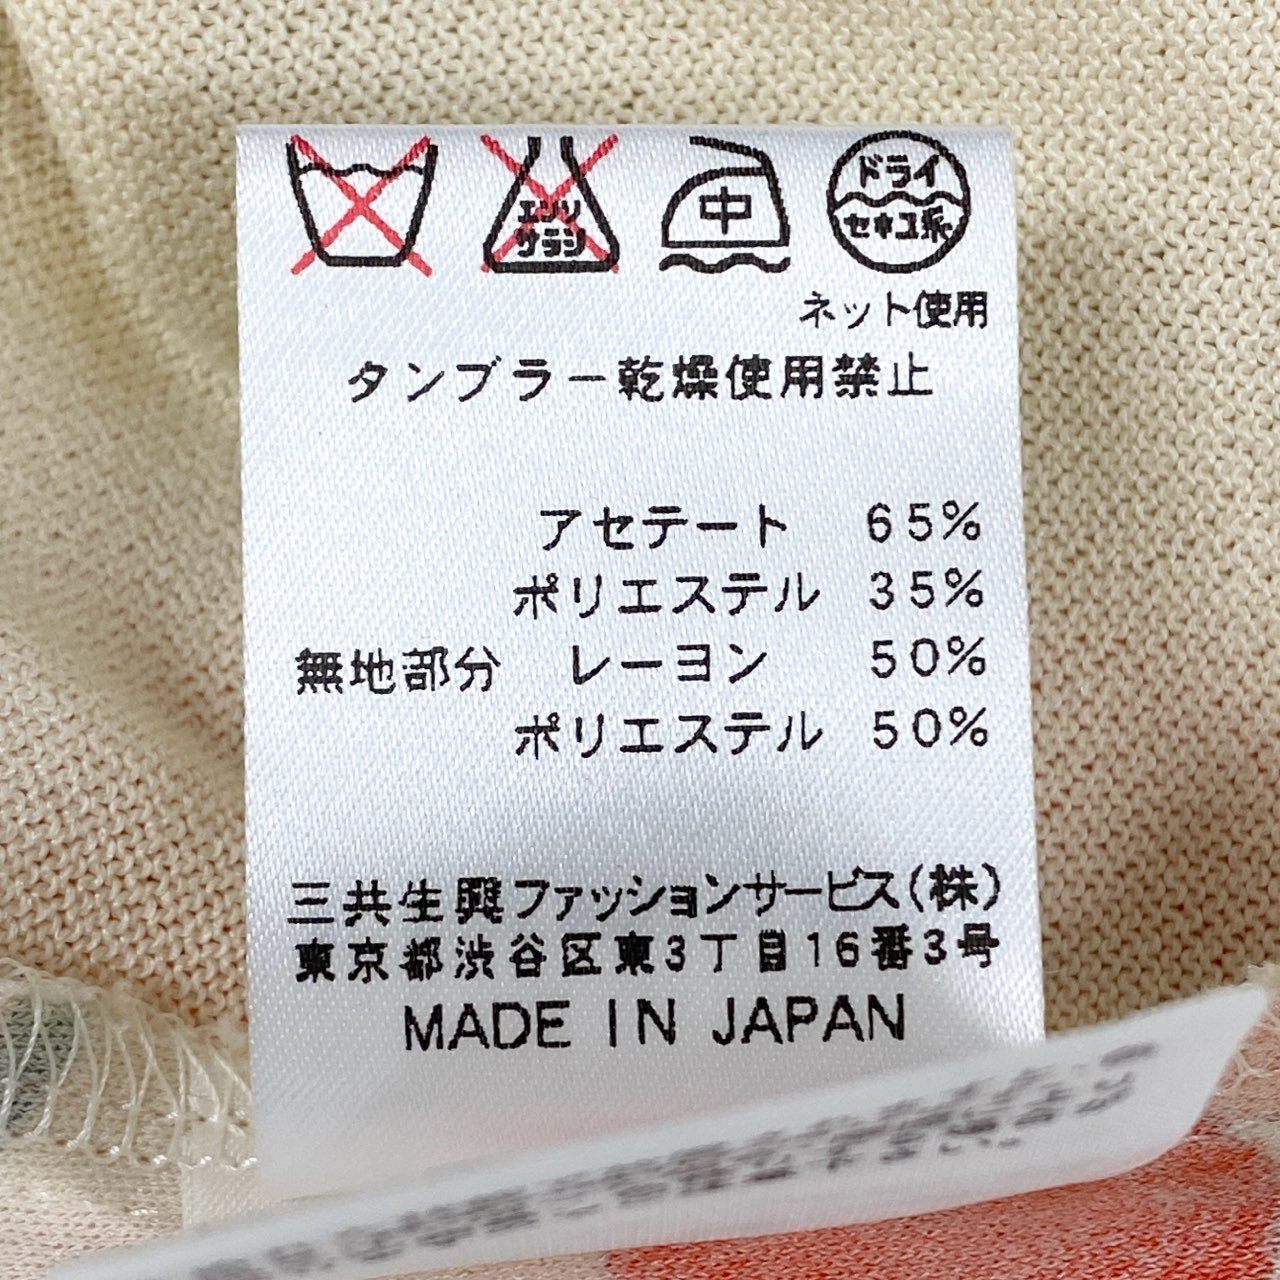 エンソ
サラシ
中
ドライ
セキユ系
ネット使用
タンブラー乾燥使用禁止
アセテート 65%
ポリエステル 35%
無地部分 レーヨン 50%
ポリエステル 50%
三共生興ファッションサービス(株)
東京都渋谷区東3丁目16番3号
MADE IN JAPAN